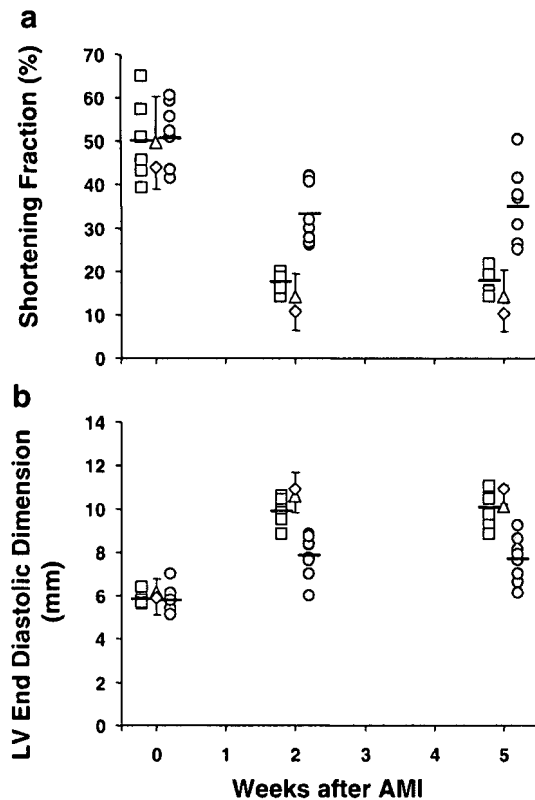 a
Shortening Fraction (%)
70
60
50
40
30
20
10
0
b
LV End Diastolic Dimension
(mm)
14
12
10
8
6
4
2
0
0 1 2 3 4 5
Weeks after AMI